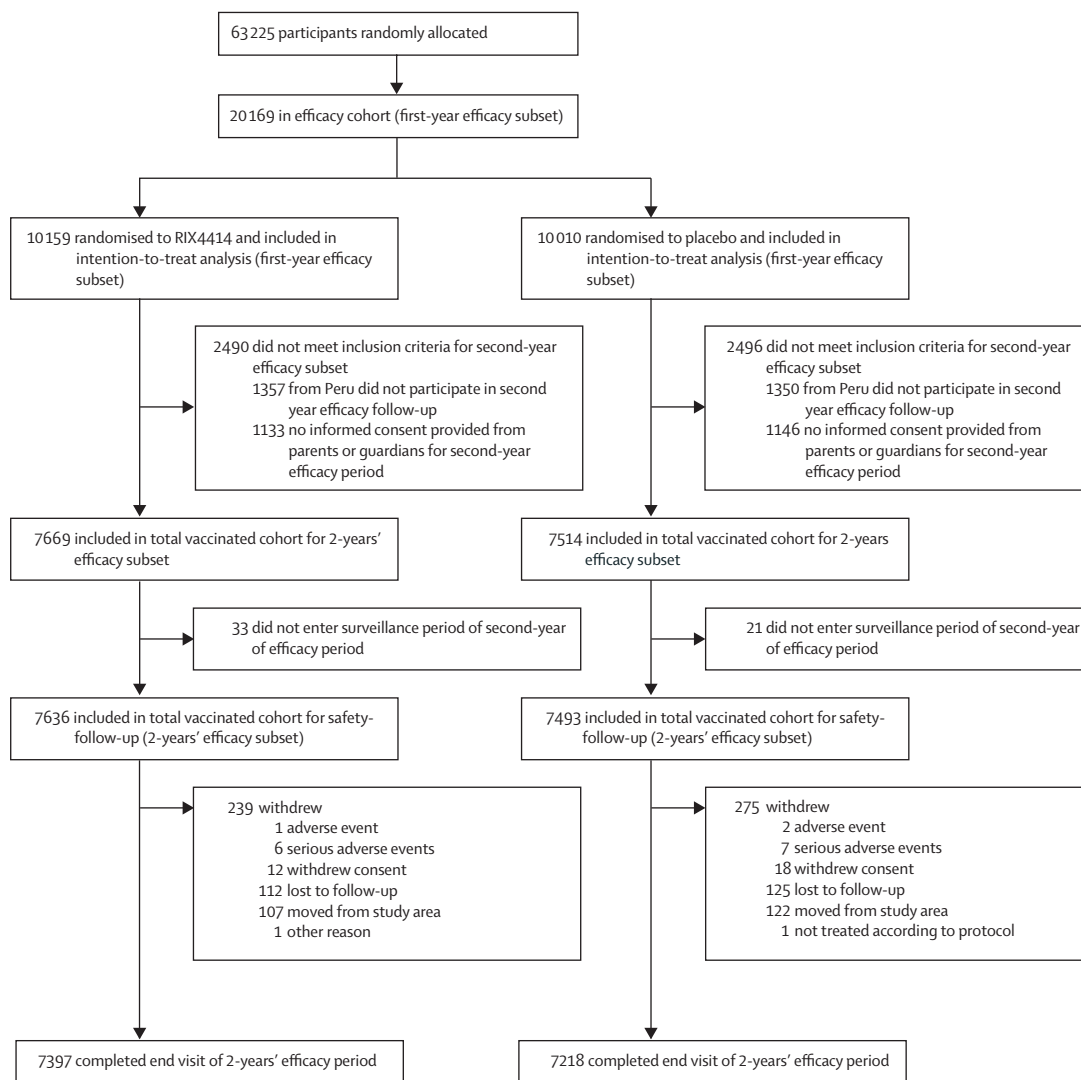 63225 participants randomly allocated
20169 in efficacy cohort (first-year efficacy subset)
10159 randomised to RIX4414 and included in
intention-to-treat analysis (first-year efficacy
subset)
10010 randomised to placebo and included in
intention-to-treat analysis (first-year efficacy
subset)
2490 did not meet inclusion criteria for second-year
efficacy subset
1357 from Peru did not participate in second
year efficacy follow-up
1133 no informed consent provided from
parents or guardians for second-year
efficacy period
2496 did not meet inclusion criteria for second-year
efficacy subset
1350 from Peru did not participate in second
year efficacy follow-up
1146 no informed consent provided from
parents or guardians for second-year
efficacy period
7669 included in total vaccinated cohort for 2-years’
efficacy subset
7514 included in total vaccinated cohort for 2-years
efficacy subset
33 did not enter surveillance period of second-year
of efficacy period
21 did not enter surveillance period of second-year
of efficacy period
7636 included in total vaccinated cohort for safety-
follow-up (2-years’ efficacy subset)
7493 included in total vaccinated cohort for safety-
follow-up (2-years’ efficacy subset)
239 withdrew
1 adverse event
6 serious adverse events
12 withdrew consent
112 lost to follow-up
107 moved from study area
1 other reason
275 withdrew
2 adverse event
7 serious adverse events
18 withdrew consent
125 lost to follow-up
122 moved from study area
1 not treated according to protocol
7397 completed end visit of 2-years’ efficacy period
7218 completed end visit of 2-years’ efficacy period